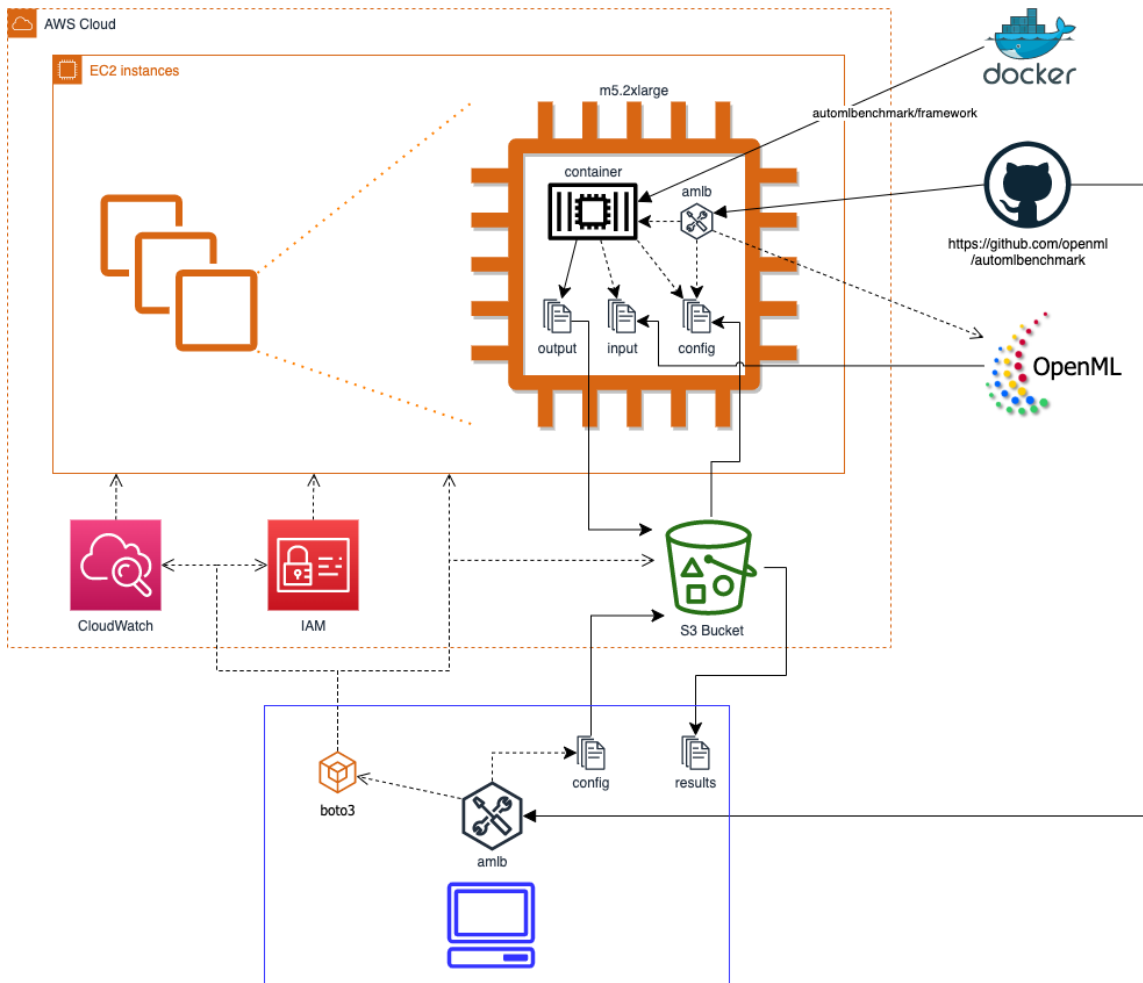 AWS Cloud
EC2 instances
m5.2xlarge
docker
automlbenchmark/framework
container
amlb
https://github.com/openml
/automlbenchmark
output
input
config
OpenML
CloudWatch
IAM
S3 Bucket
config
results
boto3
amlb